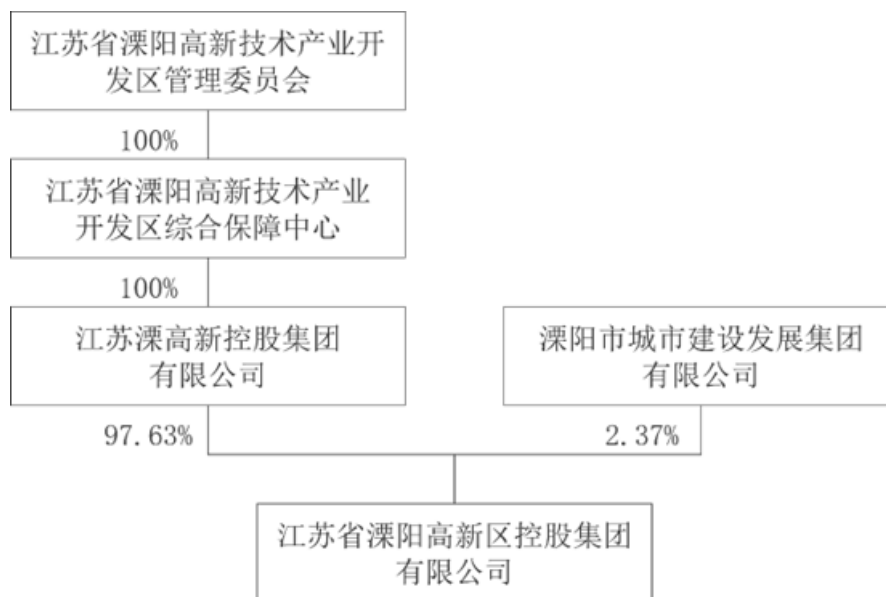 江苏省溧阳高新技术产业开
发区管理委员会
100%
江苏省溧阳高新技术产业
开发区综合保障中心
100%
江苏溧高新控股集团
有限公司
溧阳市城市建设发展集团
有限公司
97.63%
2.37%
江苏省溧阳高新区控股集团
有限公司